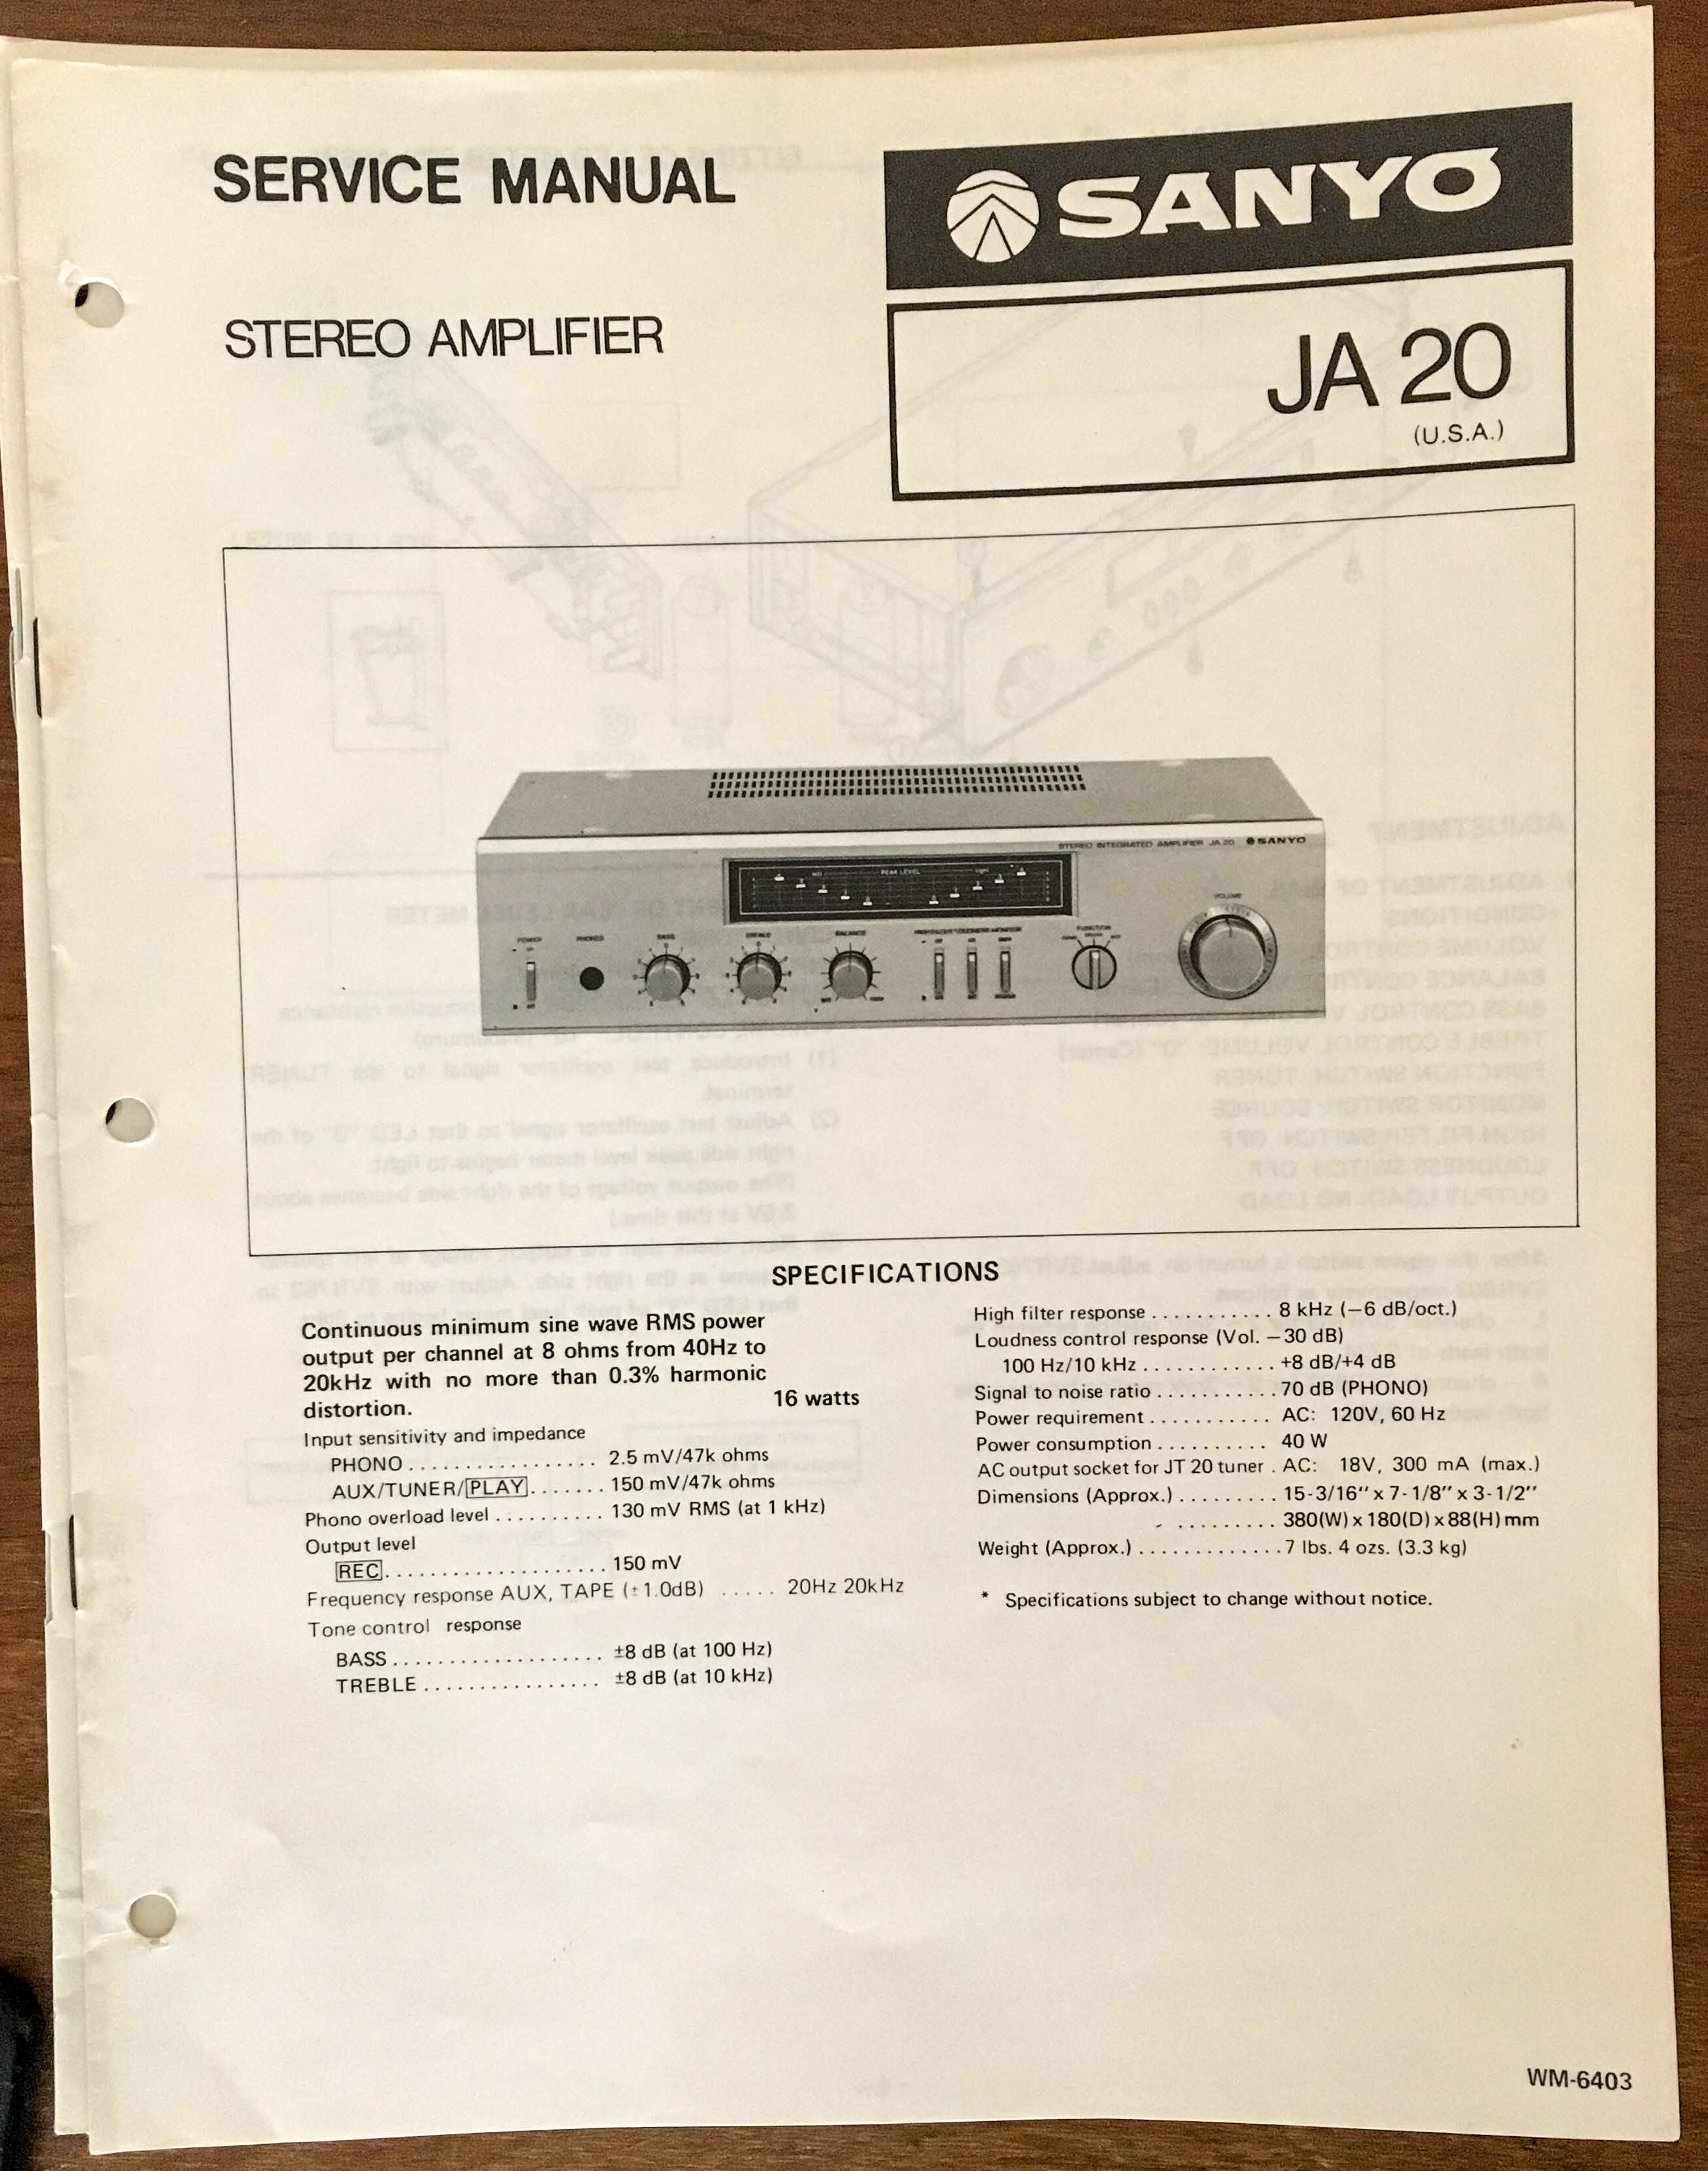 SERVICE MANUAL
SANYO
STEREO AMPLIFIER
JA 20
(U.S.A.)
STEREO INTEGRATED AMPLIFIER JA 20 SANYO
PEAK LEVEL
right
POWER
PHONES
BASS
TREBLE
BALANCE
FUNCTION
VOLUME
SPECIFICATIONS
Continuous minimum sine wave RMS power
output per channel at 8 ohms from 40Hz to
20kHz with no more than 0.3% harmonic
distortion. 16 watts
Input sensitivity and impedance
PHONO ................ 2.5 mV/47k ohms
AUX/TUNER/PLAY ....... 150 mV/47k ohms
Phono overload level .......... 130 mV RMS (at 1 kHz)
Output level
REC .................... 150 mV
Frequency response AUX, TAPE (±1.0dB) ..... 20Hz 20kHz
Tone control response
BASS ................... ±8 dB (at 100 Hz)
TREBLE ................ ±8 dB (at 10 kHz)
High filter response ........... 8 kHz (−6 dB/oct.)
Loudness control response (Vol. −30 dB)
100 Hz/10 kHz ............ +8 dB/+4 dB
Signal to noise ratio ........... 70 dB (PHONO)
Power requirement ........... AC: 120V, 60 Hz
Power consumption .......... 40 W
AC output socket for JT 20 tuner . AC: 18V, 300 mA (max.)
Dimensions (Approx.) ......... 15-3/16" x 7-1/8" x 3-1/2"
......... 380(W) x 180(D) x 88(H) mm
Weight (Approx.) ............. 7 lbs. 4 ozs. (3.3 kg)
* Specifications subject to change without notice.
WM-6403